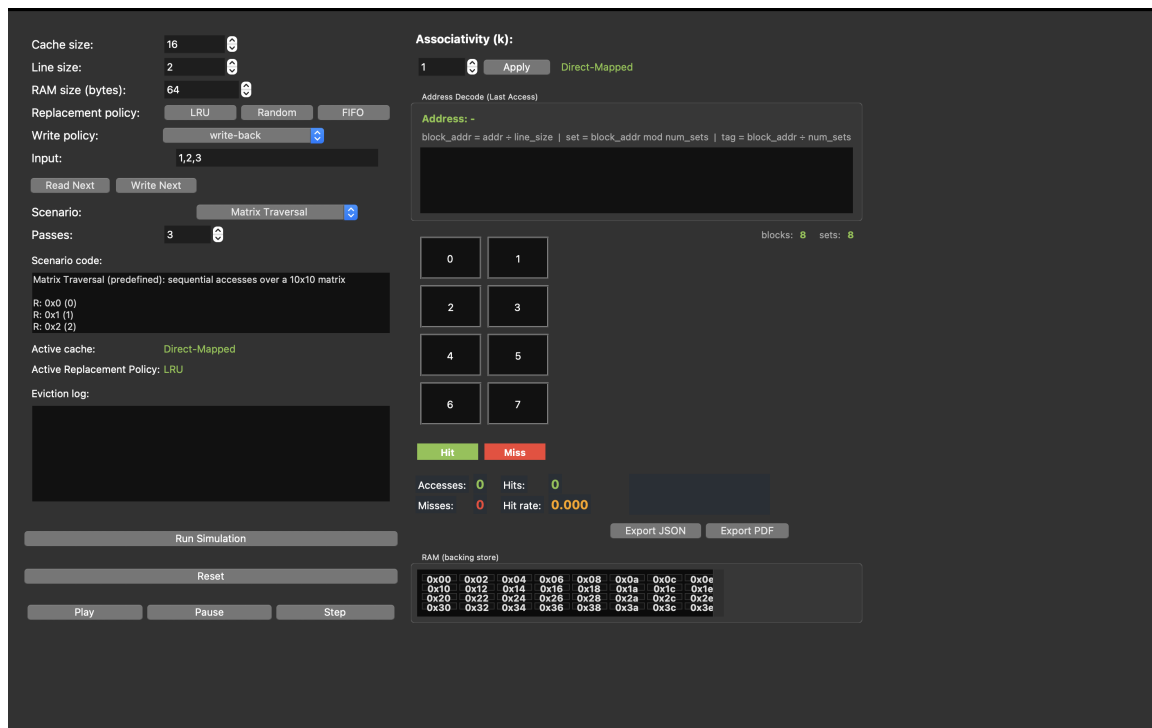 Cache size: 16
Line size: 2
RAM size (bytes): 64
Replacement policy: LRU Random FIFO
Write policy: write-back
Input: 1,2,3
Read Next Write Next
Scenario: Matrix Traversal
Passes: 3
Scenario code:
Matrix Traversal (predefined): sequential accesses over a 10x10 matrix
R: 0x0 (0)
R: 0x1 (1)
R: 0x2 (2)
Active cache: Direct-Mapped
Active Replacement Policy: LRU
Eviction log:
Run Simulation
Reset
Play Pause Step
Associativity (k):
1 Apply Direct-Mapped
Address Decode (Last Access)
Address: -
block_addr = addr ÷ line_size | set = block_addr mod num_sets | tag = block_addr ÷ num_sets
blocks: 8 sets: 8
0 1
2 3
4 5
6 7
Hit Miss
Accesses: 0 Hits: 0
Misses: 0 Hit rate: 0.000
Export JSON Export PDF
RAM (backing store)
0x00 0x02 0x04 0x06 0x08 0x0a 0x0c 0x0e
0x10 0x12 0x14 0x16 0x18 0x1a 0x1c 0x1e
0x20 0x22 0x24 0x26 0x28 0x2a 0x2c 0x2e
0x30 0x32 0x34 0x36 0x38 0x3a 0x3c 0x3e